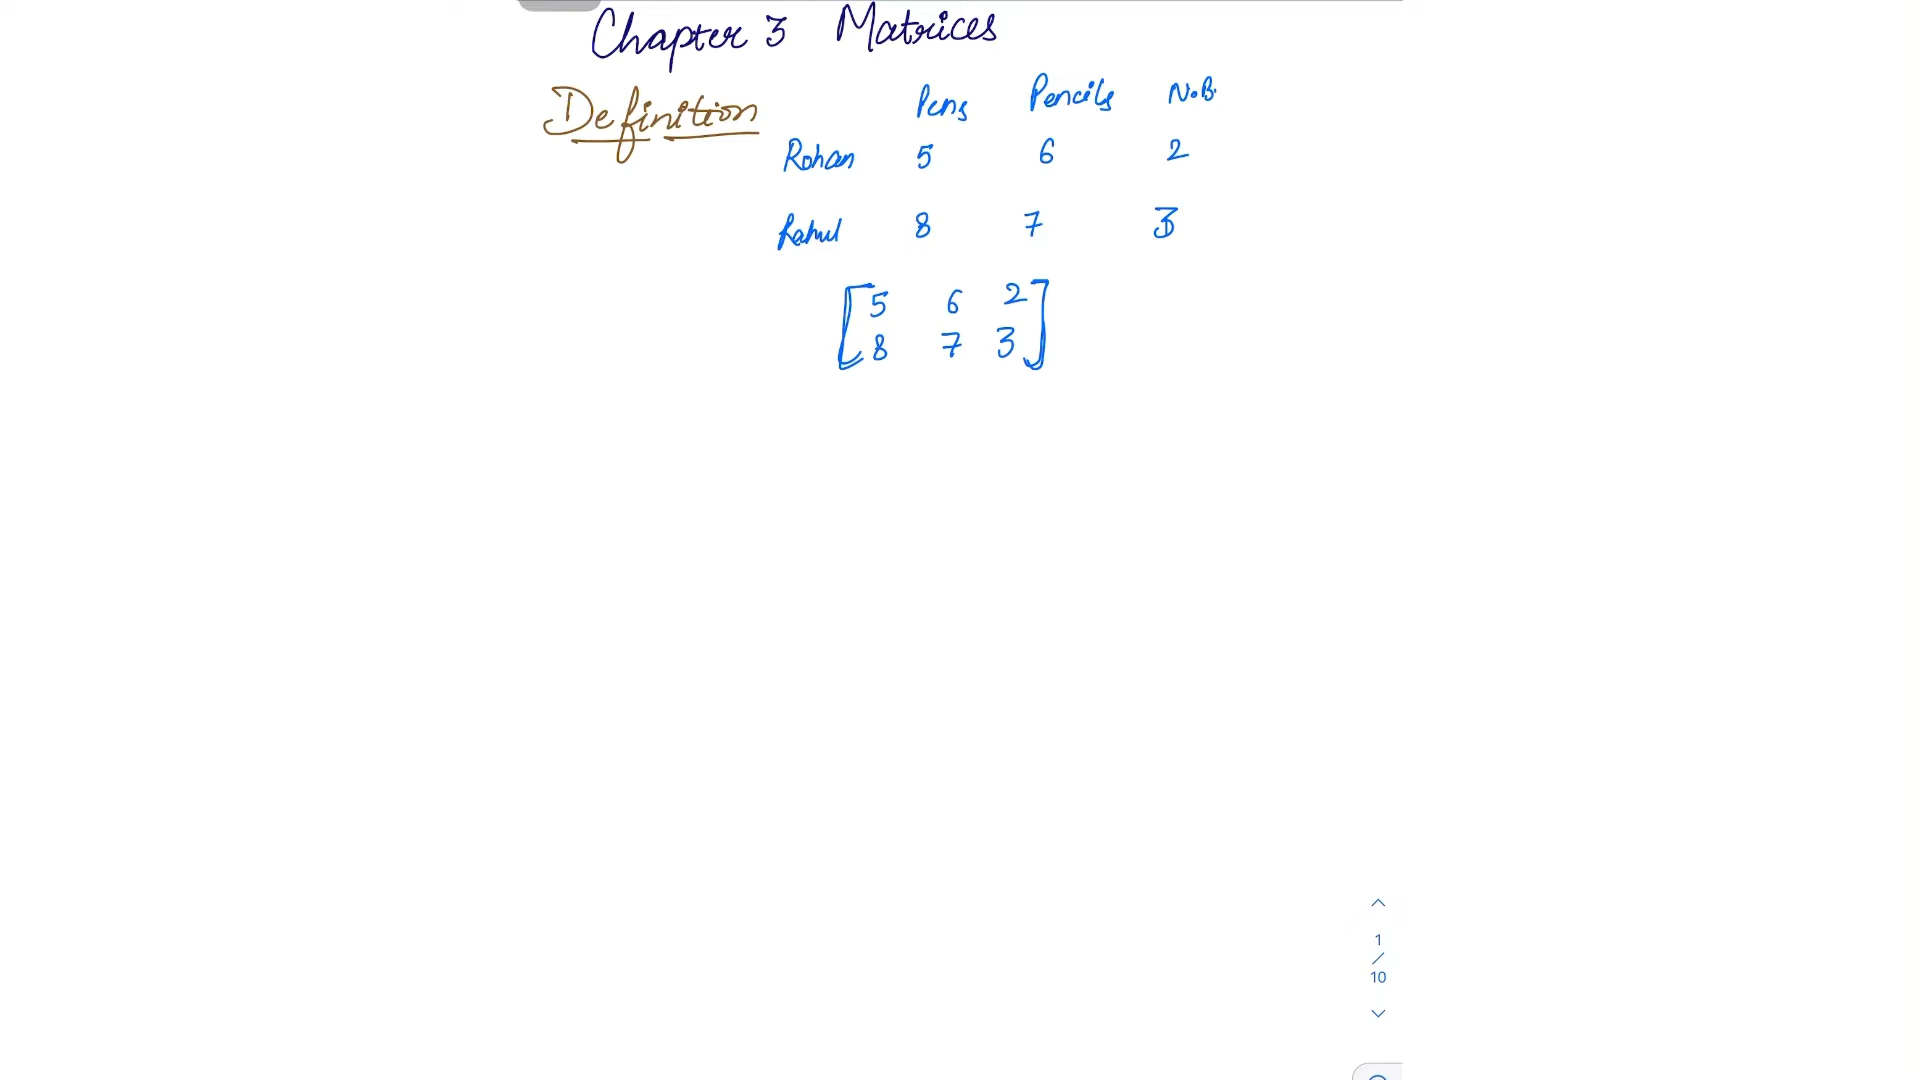 Chapter 3 Matrices
Definition
Pens Pencils N.B.
Rohan 5 6 2
Rahul 8 7 3
5 6 2
8 7 3
1
/
10